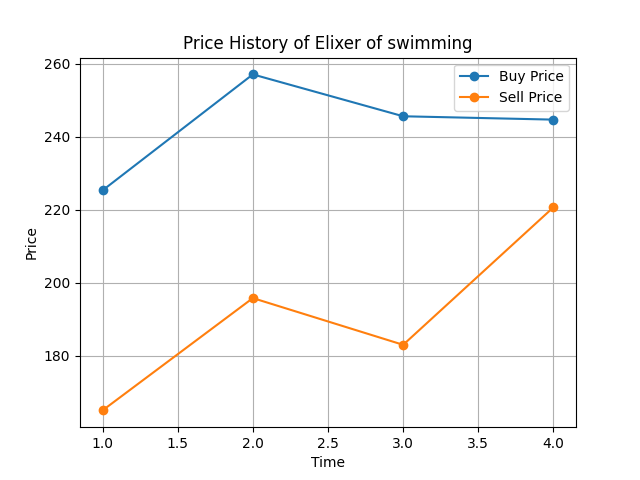 Price History of Elixer of swimming
Buy Price
Sell Price
260
240
220
200
180
Price
1.0 1.5 2.0 2.5 3.0 3.5 4.0
Time